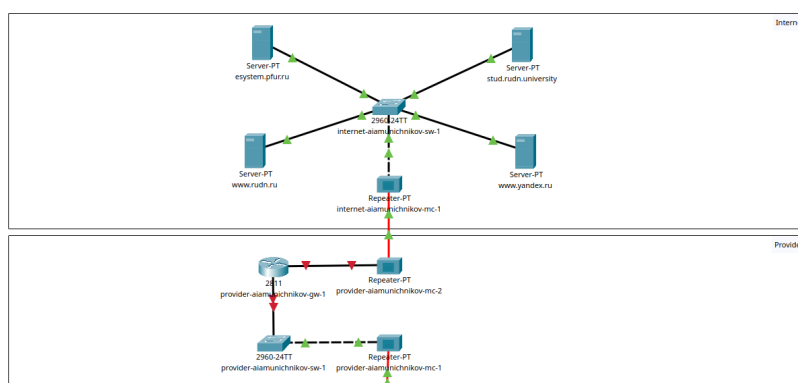 Interne
Server-PT
esystem.pfur.ru
Server-PT
stud.rudn.university
2960-24TT
internet-aiamunichnikov-sw-1
Server-PT
www.rudn.ru
Server-PT
www.yandex.ru
Repeater-PT
internet-aiamunichnikov-mc-1
Provide
2811
provider-aiamunichnikov-gw-1
Repeater-PT
provider-aiamunichnikov-mc-2
2960-24TT
provider-aiamunichnikov-sw-1
Repeater-PT
provider-aiamunichnikov-mc-1